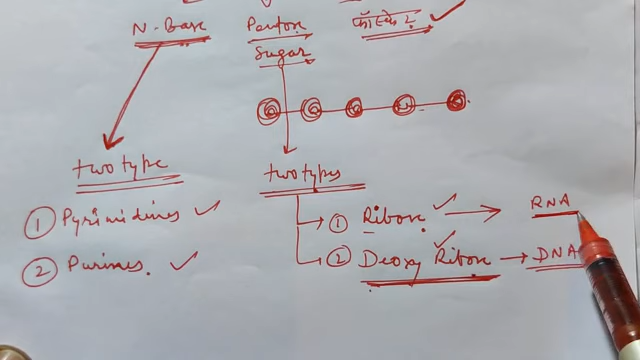 N-Base Pentose फॉस्फेट
Sugar
two type
two types
① Pyrimidines
② Purines.
① Ribose. → RNA
② Deoxy Ribose → DNA